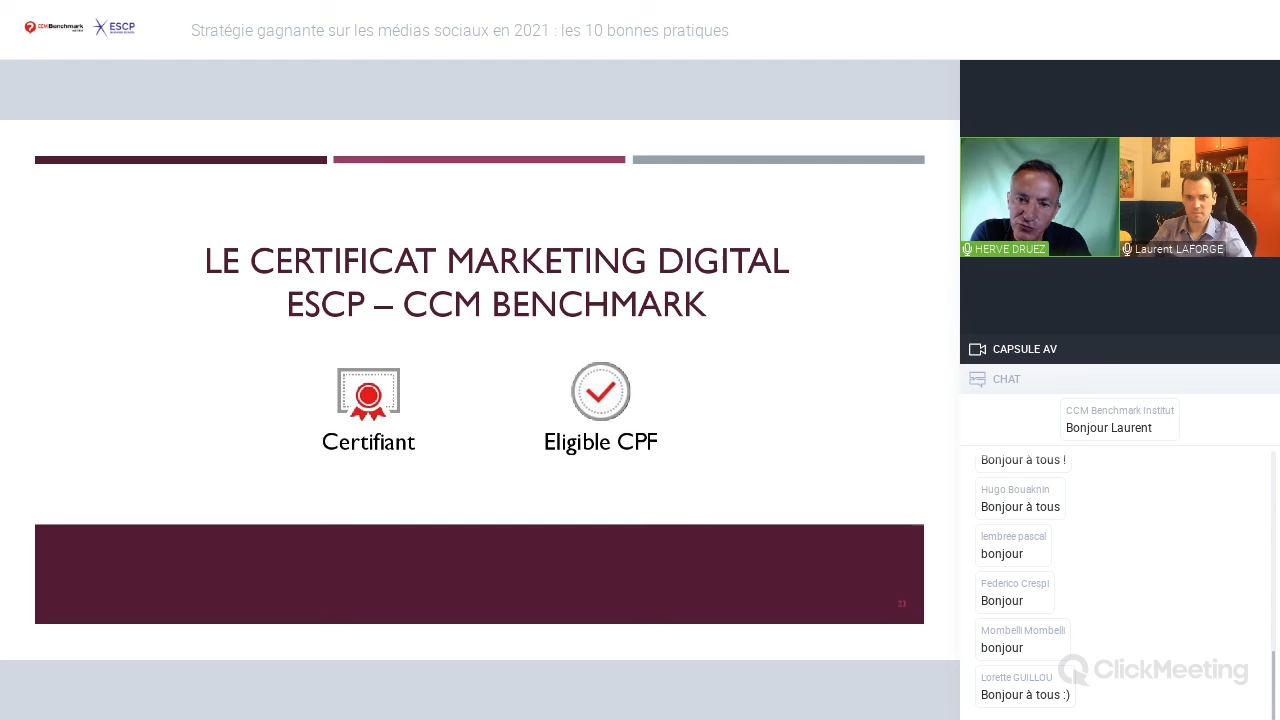 CCMBenchmark
ESCP
Stratégie gagnante sur les médias sociaux en 2021 : les 10 bonnes pratiques
LE CERTIFICAT MARKETING DIGITAL
ESCP – CCM BENCHMARK
Certifiant
Eligible CPF
HERVE DRUEZ
Laurent LAFORGE
CAPSULE AV
CHAT
CCM Benchmark Institut
Bonjour Laurent
Bonjour à tous !
Hugo Bouaknin
Bonjour à tous
lembree pascal
bonjour
Federico Crespi
Bonjour
Mombelli Mombelli
bonjour
Lorette GUILLOU
Bonjour à tous :)
ClickMeeting